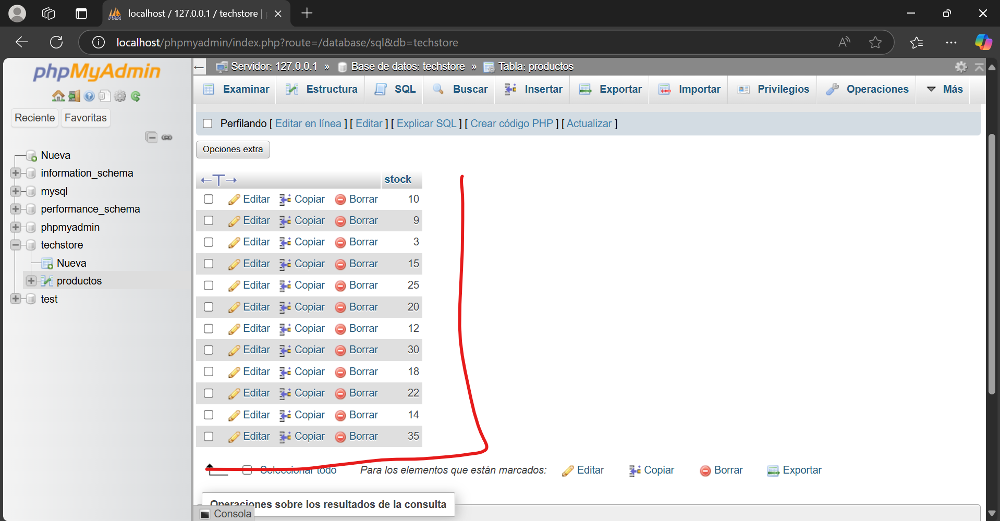 localhost / 127.0.0.1 / techstore |
localhost/phpmyadmin/index.php?route=/database/sql&db=techstore
phpMyAdmin
Reciente Favoritas
Nueva
information_schema
mysql
performance_schema
phpmyadmin
techstore
Nueva
productos
test
Servidor: 127.0.0.1 » Base de datos: techstore » Tabla: productos
Examinar Estructura SQL Buscar Insertar Exportar Importar Privilegios Operaciones Más
Perfilando [ Editar en línea ] [ Editar ] [ Explicar SQL ] [ Crear código PHP ] [ Actualizar ]
Opciones extra
←T→ stock
Editar Copiar Borrar 10
Editar Copiar Borrar 9
Editar Copiar Borrar 3
Editar Copiar Borrar 15
Editar Copiar Borrar 25
Editar Copiar Borrar 20
Editar Copiar Borrar 12
Editar Copiar Borrar 30
Editar Copiar Borrar 18
Editar Copiar Borrar 22
Editar Copiar Borrar 14
Editar Copiar Borrar 35
Seleccionar todo Para los elementos que están marcados: Editar Copiar Borrar Exportar
Operaciones sobre los resultados de la consulta
Consola